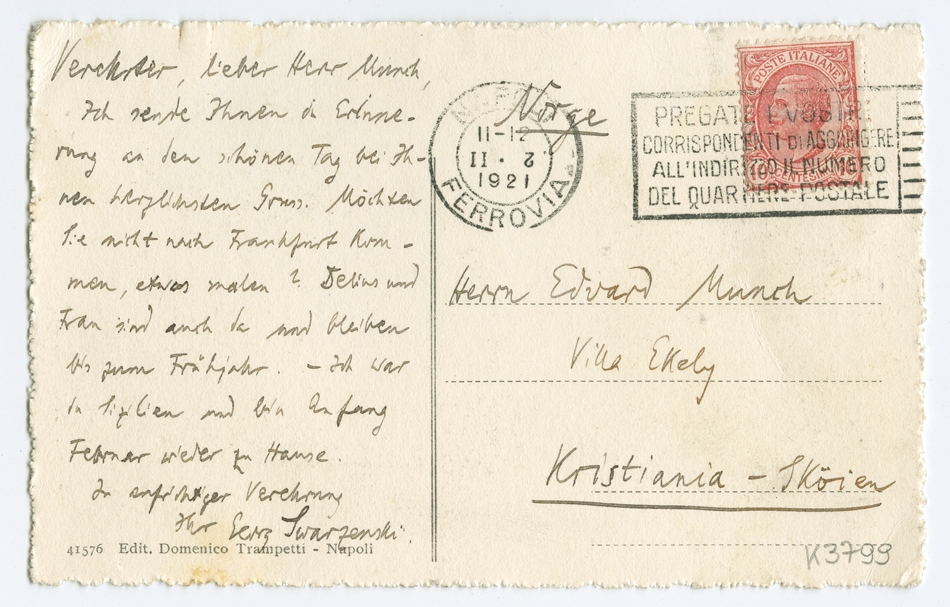 Verehrter, lieber Herr Munch,
Ich sende Ihnen in Erinne-
rung an den schönen Tag bei Ih-
nen herzlichsten Gruss. Möchten
Sie nicht nach Frankfurt Kom-
men, etwas malen? Delius und
Frau sind auch da und bleiben
bis zum Frühjahr. – Ich war
in Sizilien und bin Anfang
Februar wieder zu Hause.
In aufrichtiger Verehrung
Ihr Georg Swarzenski.
41576 Edit. Domenico Trampetti - Napoli
Norge
NAPOLI
11-12
II · 2
1921
FERROVIA
POSTE ITALIANE
PREGATE I VOSTRI
CORRISPONDENTI DI AGGIUNGERE
ALL'INDIRIZZO IL NUMERO
DEL QUARTIERE POSTALE
Herrn Edvard Munch
Villa Ekely
Kristiania – Sköien
K3799